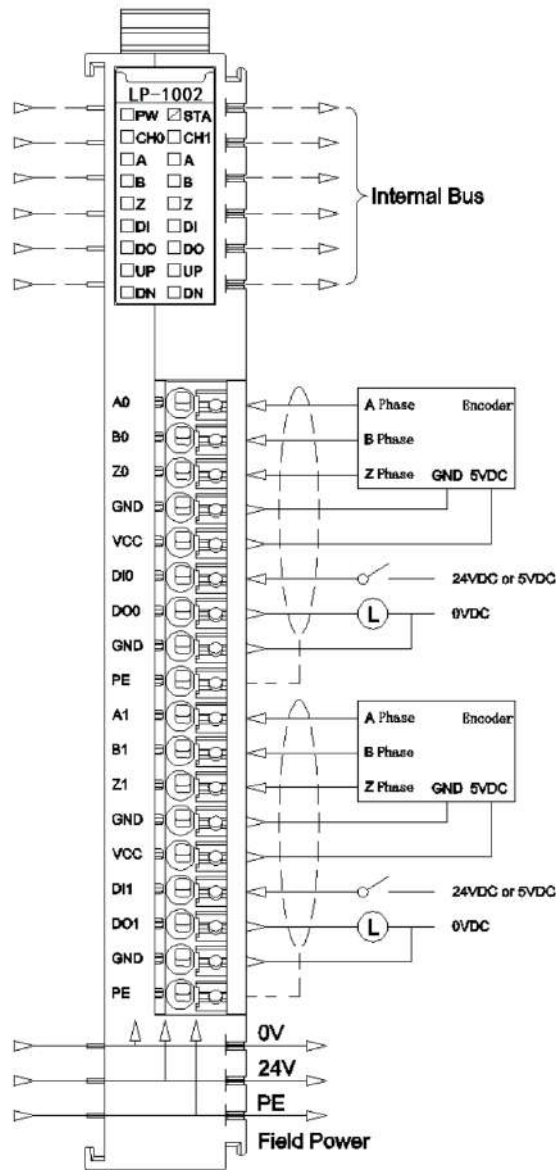 LP-1002
PW STA
CH0 CH1
A A
B B
Z Z
DI DI
DO DO
UP UP
DN DN
Internal Bus
A0
B0
Z0
GND
VCC
DI0
DO0
GND
PE
A1
B1
Z1
GND
VCC
DI1
DO1
GND
PE
A Phase Encoder
B Phase
Z Phase GND 5VDC
24VDC or 5VDC
L 0VDC
A Phase Encoder
B Phase
Z Phase GND 5VDC
24VDC or 5VDC
L 0VDC
0V
24V
PE
Field Power